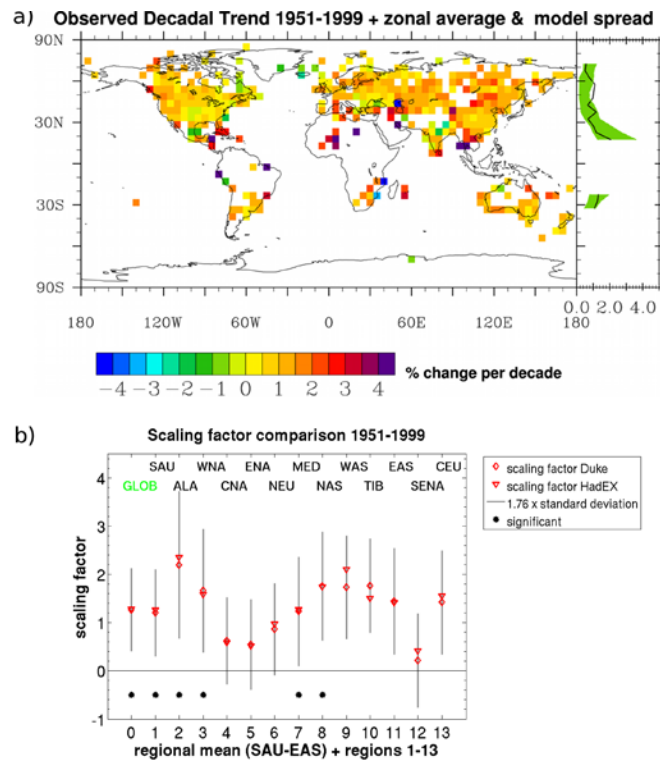 a) Observed Decadal Trend 1951-1999 + zonal average & model spread
90N
30N
30S
90S
180 120W 60W 0 60E 120E 180
0.0 2.0 4.0
−4 −3 −2 −1 0 1 2 3 4
% change per decade
b) Scaling factor comparison 1951-1999
SAU WNA ENA MED WAS EAS CEU
GLOB ALA CNA NEU NAS TIB SENA
scaling factor
4
3
2
1
0
-1
0 1 2 3 4 5 6 7 8 9 10 11 12 13
regional mean (SAU-EAS) + regions 1-13
scaling factor Duke
scaling factor HadEX
1.76 x standard deviation
significant